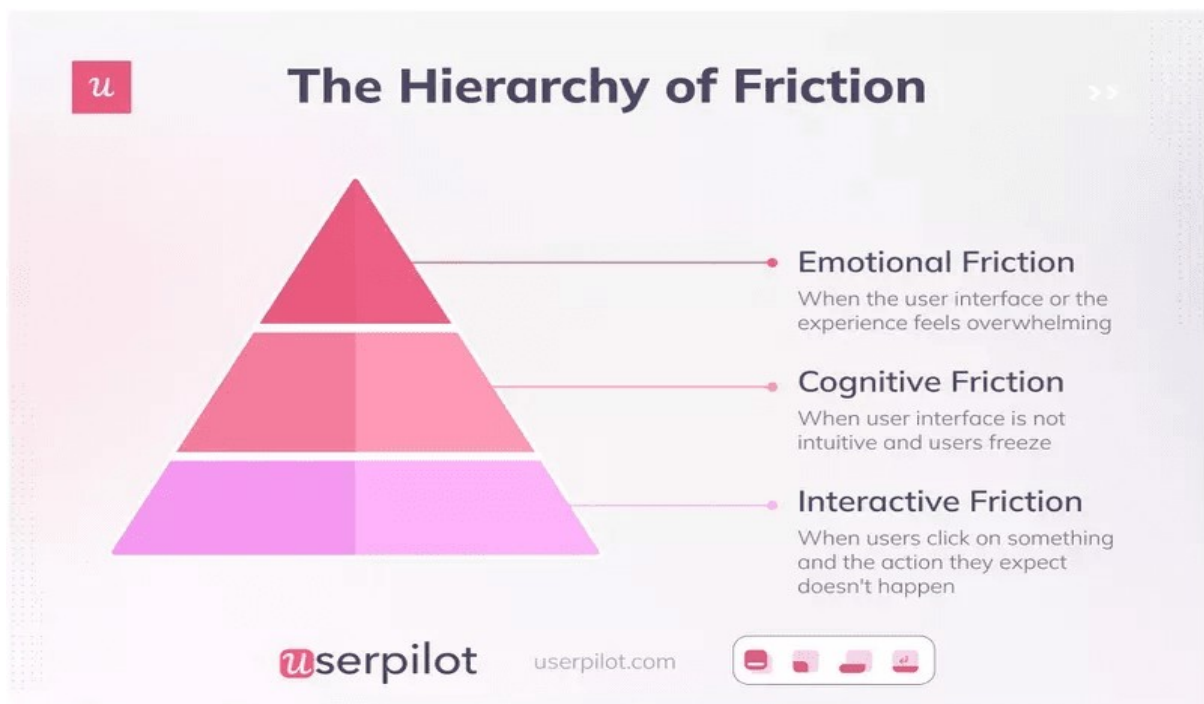 u
The Hierarchy of Friction
Emotional Friction
When the user interface or the
experience feels overwhelming
Cognitive Friction
When user interface is not
intuitive and users freeze
Interactive Friction
When users click on something
and the action they expect
doesn't happen
userpilot
userpilot.com